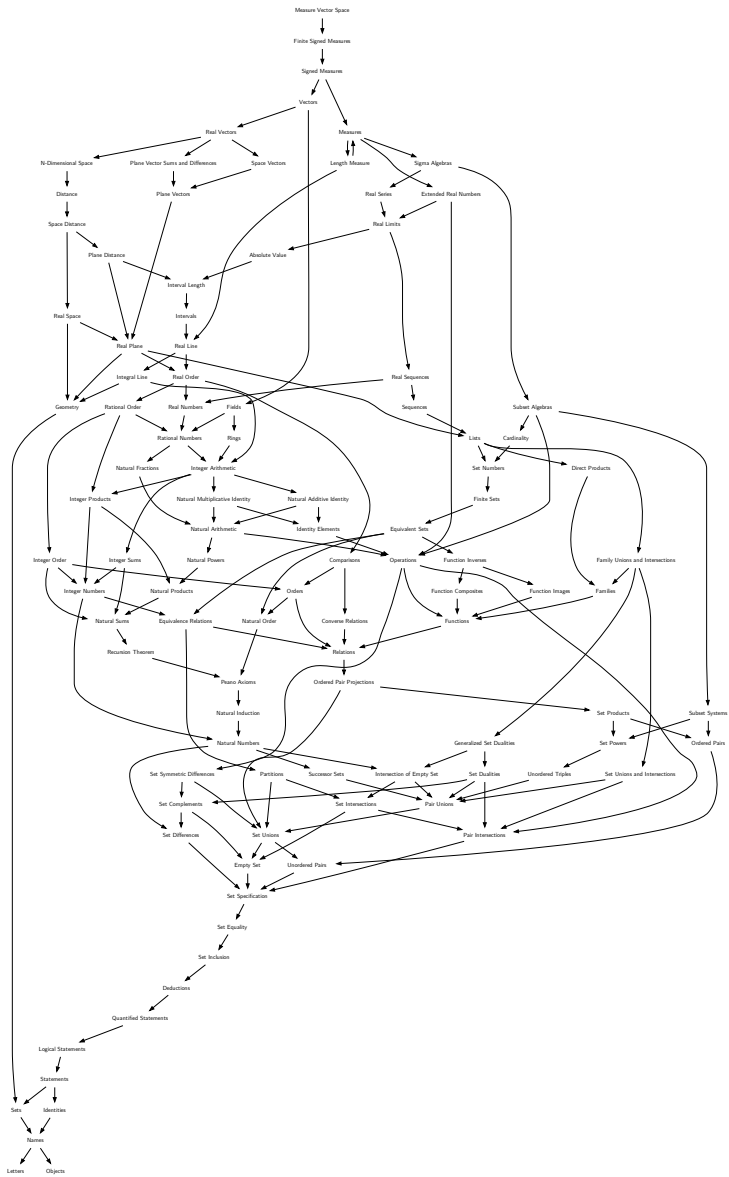 Measure Vector Space
Finite Signed Measures
Signed Measures
Vectors
Real Vectors
Measures
N-Dimensional Space
Plane Vector Sums and Differences
Space Vectors
Length Measure
Sigma Algebras
Distance
Plane Vectors
Real Series
Extended Real Numbers
Space Distance
Real Limits
Plane Distance
Absolute Value
Interval Length
Real Space
Intervals
Real Plane
Real Line
Integral Line
Real Order
Real Sequences
Geometry
Rational Order
Real Numbers
Fields
Sequences
Subset Algebras
Rational Numbers
Rings
Lists
Cardinality
Natural Fractions
Integer Arithmetic
Set Numbers
Direct Products
Integer Products
Natural Multiplicative Identity
Natural Additive Identity
Finite Sets
Natural Arithmetic
Identity Elements
Equivalent Sets
Integer Order
Integer Sums
Natural Powers
Comparisons
Operations
Function Inverses
Family Unions and Intersections
Integer Numbers
Natural Products
Orders
Function Composites
Function Images
Families
Natural Sums
Equivalence Relations
Natural Order
Converse Relations
Functions
Recursion Theorem
Relations
Peano Axioms
Ordered Pair Projections
Natural Induction
Set Products
Subset Systems
Natural Numbers
Generalized Set Dualities
Set Powers
Ordered Pairs
Set Symmetric Differences
Partitions
Successor Sets
Intersection of Empty Set
Set Dualities
Unordered Triples
Set Unions and Intersections
Set Complements
Set Intersections
Pair Unions
Set Differences
Set Unions
Pair Intersections
Empty Set
Unordered Pairs
Set Specification
Set Equality
Set Inclusion
Deductions
Quantified Statements
Logical Statements
Statements
Sets
Identities
Names
Letters
Objects